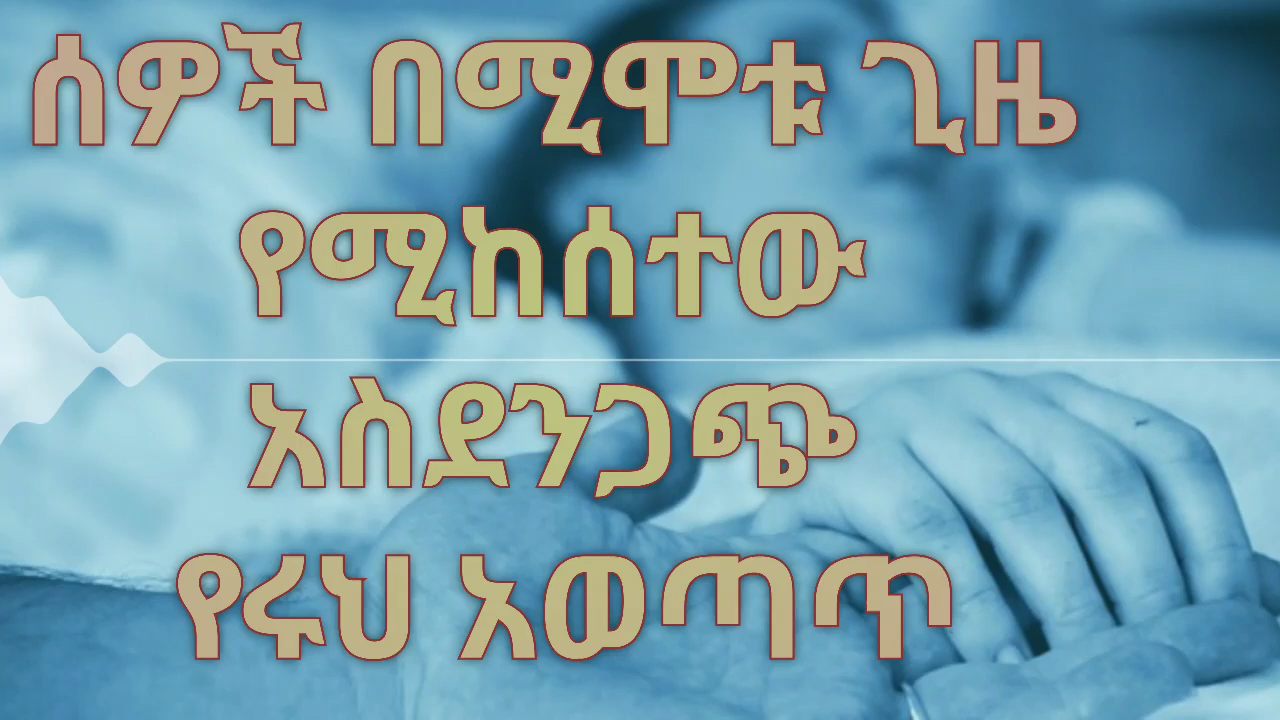 ሰዎች በሚሞቱ ጊዜ
የሚከሰተው
አስደንጋጭ
የሩህ አወጣጥ